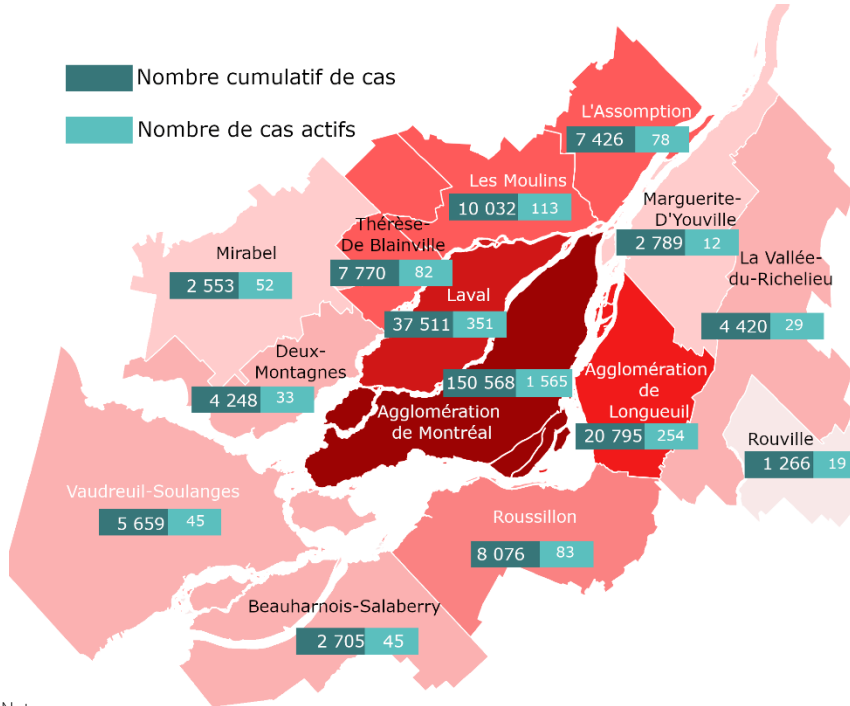 Nombre cumulatif de cas
Nombre de cas actifs
L'Assomption
7 426 78
Les Moulins
10 032 113
Marguerite-
D'Youville
2 789 12
Thérèse-
De Blainville
7 770 82
Mirabel
2 553 52
La Vallée-
du-Richelieu
4 420 29
Laval
37 511 351
Deux-
Montagnes
4 248 33
150 568 1 565
Agglomération
de Montréal
Agglomération
de
Longueuil
20 795 254
Rouville
1 266 19
Vaudreuil-Soulanges
5 659 45
Roussillon
8 076 83
Beauharnois-Salaberry
2 705 45